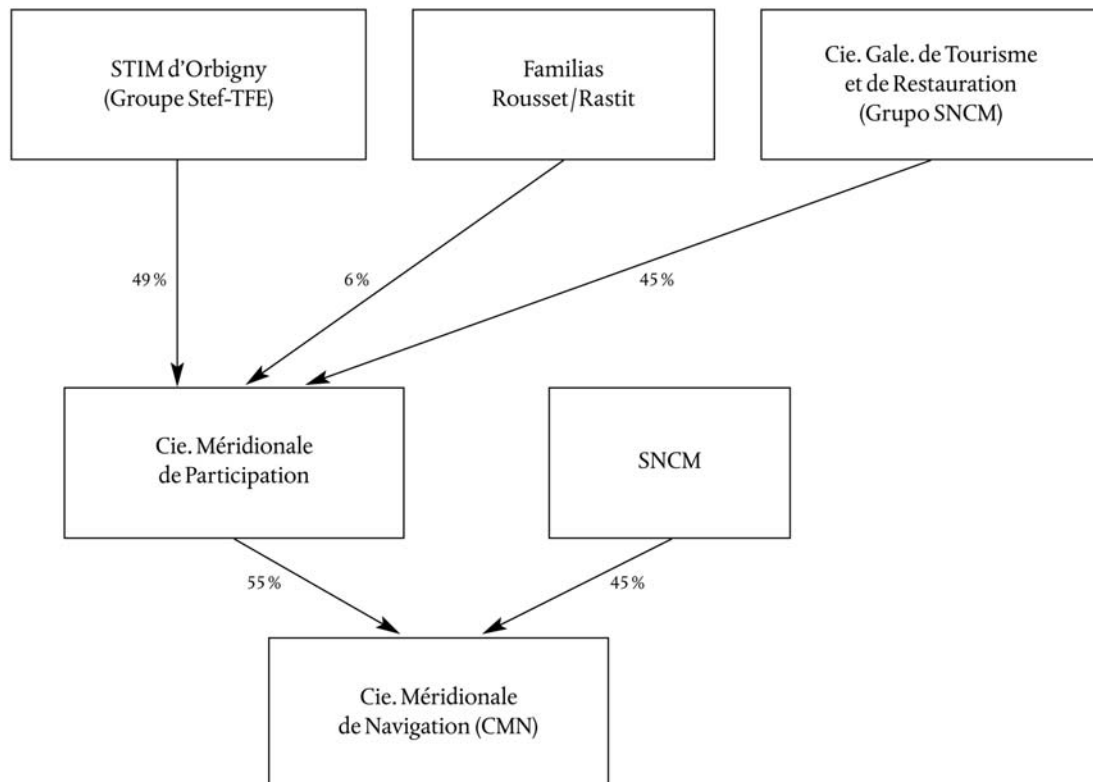 STIM d’Orbigny
(Groupe Stef-TFE)
Familias
Rousset/Rastit
Cie. Gale. de Tourisme
et de Restauration
(Grupo SNCM)
49 %
6 %
45 %
Cie. Méridionale
de Participation
SNCM
55 %
45 %
Cie. Méridionale
de Navigation (CMN)